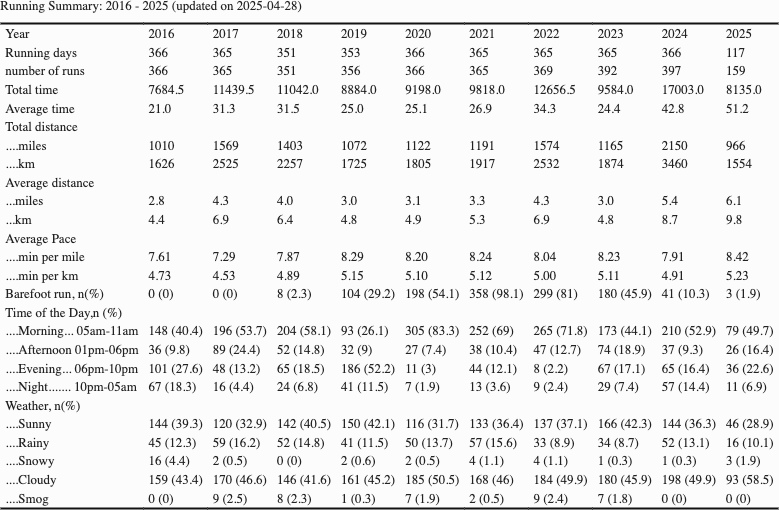 Running Summary: 2016 - 2025 (updated on 2025-04-28)
Year 2016 2017 2018 2019 2020 2021 2022 2023 2024 2025
Running days 366 365 351 353 366 365 365 365 366 117
number of runs 366 365 351 356 366 365 369 392 397 159
Total time 7684.5 11439.5 11042.0 8884.0 9198.0 9818.0 12656.5 9584.0 17003.0 8135.0
Average time 21.0 31.3 31.5 25.0 25.1 26.9 34.3 24.4 42.8 51.2
Total distance
....miles 1010 1569 1403 1072 1122 1191 1574 1165 2150 966
....km 1626 2525 2257 1725 1805 1917 2532 1874 3460 1554
Average distance
...miles 2.8 4.3 4.0 3.0 3.1 3.3 4.3 3.0 5.4 6.1
...km 4.4 6.9 6.4 4.8 4.9 5.3 6.9 4.8 8.7 9.8
Average Pace
....min per mile 7.61 7.29 7.87 8.29 8.20 8.24 8.04 8.23 7.91 8.42
....min per km 4.73 4.53 4.89 5.15 5.10 5.12 5.00 5.11 4.91 5.23
Barefoot run, n(%) 0 (0) 0 (0) 8 (2.3) 104 (29.2) 198 (54.1) 358 (98.1) 299 (81) 180 (45.9) 41 (10.3) 3 (1.9)
Time of the Day,n (%)
....Morning... 05am-11am 148 (40.4) 196 (53.7) 204 (58.1) 93 (26.1) 305 (83.3) 252 (69) 265 (71.8) 173 (44.1) 210 (52.9) 79 (49.7)
....Afternoon 01pm-06pm 36 (9.8) 89 (24.4) 52 (14.8) 32 (9) 27 (7.4) 38 (10.4) 47 (12.7) 74 (18.9) 37 (9.3) 26 (16.4)
....Evening... 06pm-10pm 101 (27.6) 48 (13.2) 65 (18.5) 186 (52.2) 11 (3) 44 (12.1) 8 (2.2) 67 (17.1) 65 (16.4) 36 (22.6)
....Night....... 10pm-05am 67 (18.3) 16 (4.4) 24 (6.8) 41 (11.5) 7 (1.9) 13 (3.6) 9 (2.4) 29 (7.4) 57 (14.4) 11 (6.9)
Weather, n(%)
....Sunny 144 (39.3) 120 (32.9) 142 (40.5) 150 (42.1) 116 (31.7) 133 (36.4) 137 (37.1) 166 (42.3) 144 (36.3) 46 (28.9)
....Rainy 45 (12.3) 59 (16.2) 52 (14.8) 41 (11.5) 50 (13.7) 57 (15.6) 33 (8.9) 34 (8.7) 52 (13.1) 16 (10.1)
....Snowy 16 (4.4) 2 (0.5) 0 (0) 2 (0.6) 2 (0.5) 4 (1.1) 4 (1.1) 1 (0.3) 1 (0.3) 3 (1.9)
....Cloudy 159 (43.4) 170 (46.6) 146 (41.6) 161 (45.2) 185 (50.5) 168 (46) 184 (49.9) 180 (45.9) 198 (49.9) 93 (58.5)
....Smog 0 (0) 9 (2.5) 8 (2.3) 1 (0.3) 7 (1.9) 2 (0.5) 9 (2.4) 7 (1.8) 0 (0) 0 (0)